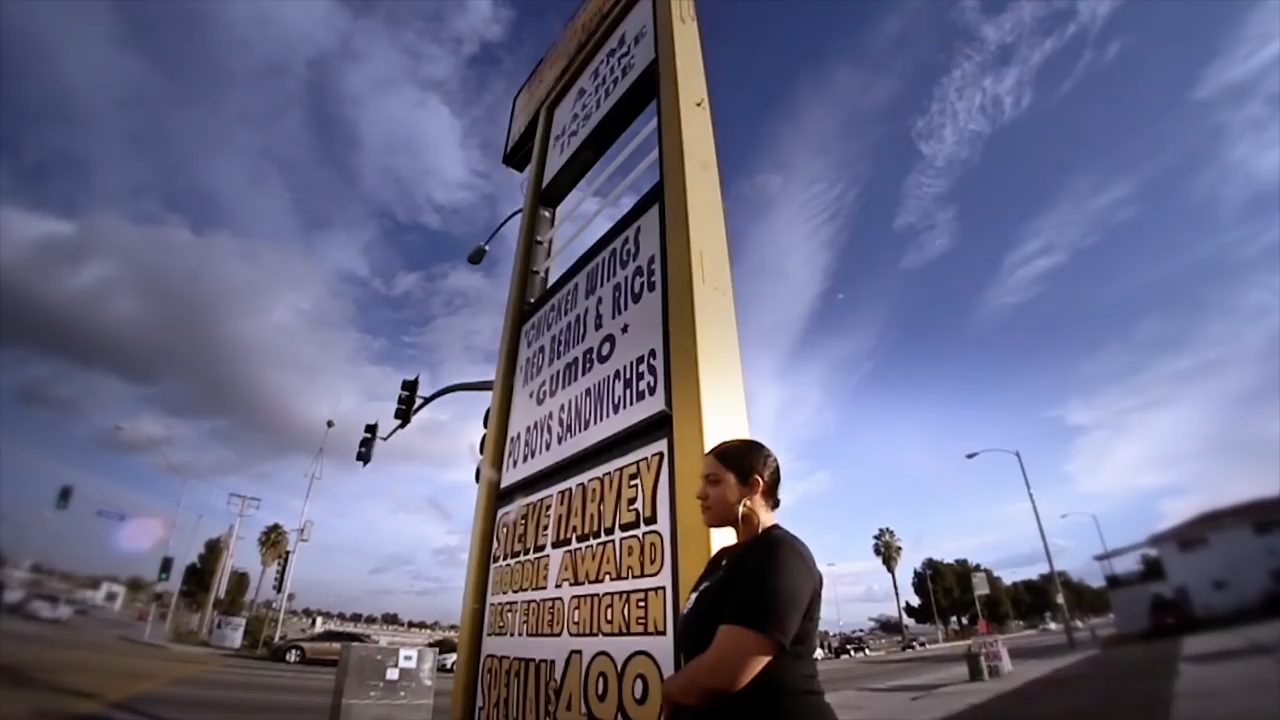 ATM
MACHINE
INSIDE
*CHICKEN WINGS
*RED BEANS & RICE
*GUMBO*
PO BOYS SANDWICHES
STEVE HARVEY
HOODIE AWARD
BEST FRIED CHICKEN
SPECIAL $4.99